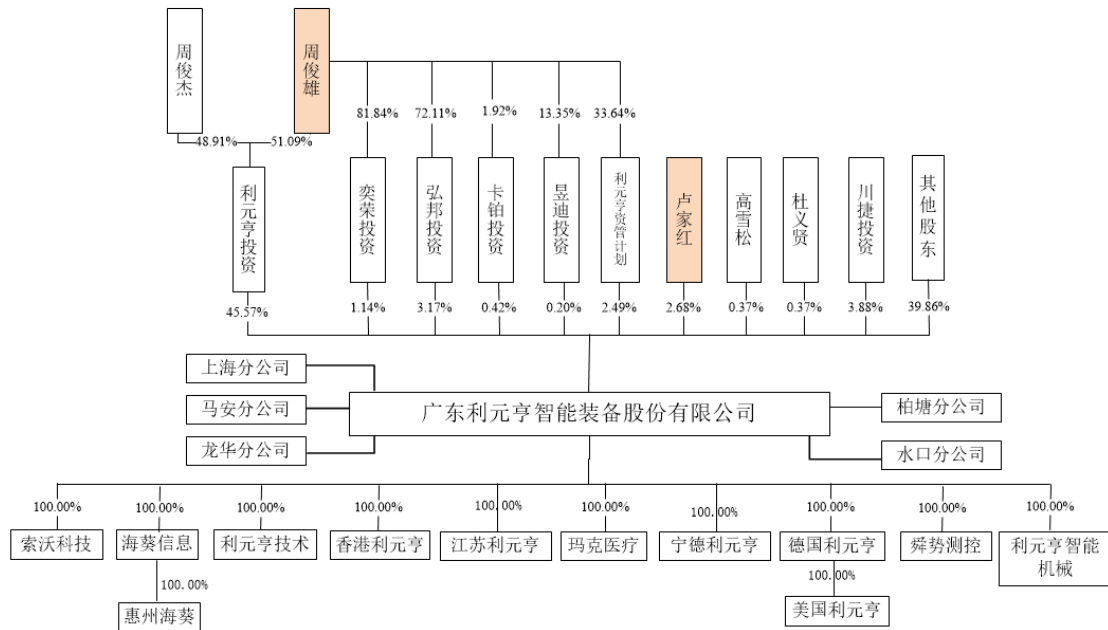 周俊杰
周俊雄
81.84%
72.11%
1.92%
13.35%
33.64%
48.91%
51.09%
利元亨投资
奕荣投资
弘邦投资
卡铂投资
昱迪投资
利元亨资管计划
卢家红
高雪松
杜义贤
川捷投资
其他股东
45.57%
1.14%
3.17%
0.42%
0.20%
2.49%
2.68%
0.37%
0.37%
3.88%
39.86%
上海分公司
马安分公司
龙华分公司
广东利元亨智能装备股份有限公司
柏塘分公司
水口分公司
100.00%
100.00%
100.00%
100.00%
100.00%
100.00%
100.00%
100.00%
100.00%
100.00%
索沃科技
海葵信息
利元亨技术
香港利元亨
江苏利元亨
玛克医疗
宁德利元亨
德国利元亨
舜势测控
利元亨智能
机械
100.00%
100.00%
惠州海葵
美国利元亨